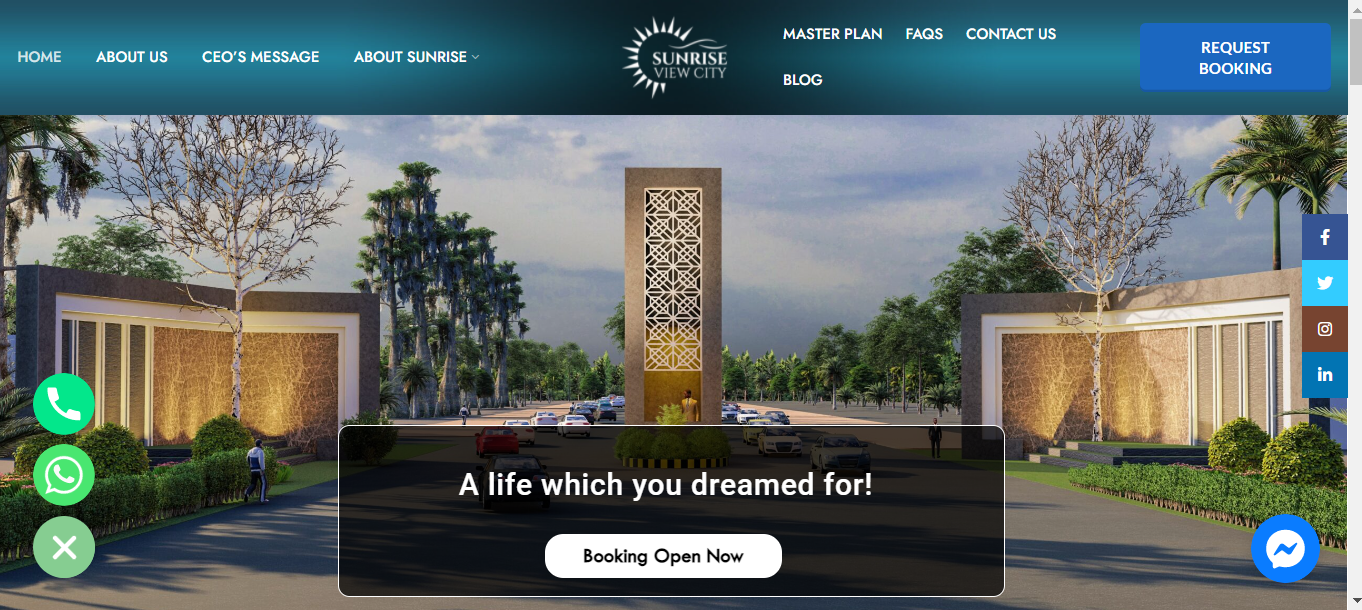 HOME
ABOUT US
CEO'S MESSAGE
ABOUT SUNRISE
SUNRISE
VIEW CITY
MASTER PLAN
FAQS
CONTACT US
BLOG
REQUEST
BOOKING
A life which you dreamed for!
Booking Open Now